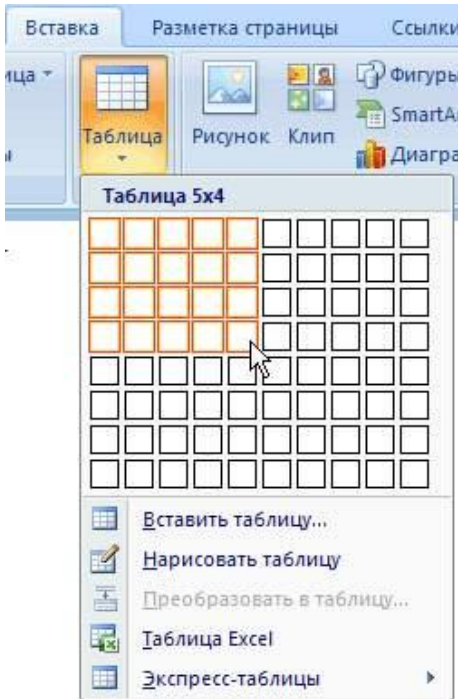 Вставка Разметка страницы Ссылки
ица Фигуры
Таблица Рисунок Клип SmartA
ы Диагра
Таблица 5x4
Вставить таблицу...
Нарисовать таблицу
Преобразовать в таблицу...
Таблица Excel
Экспресс-таблицы